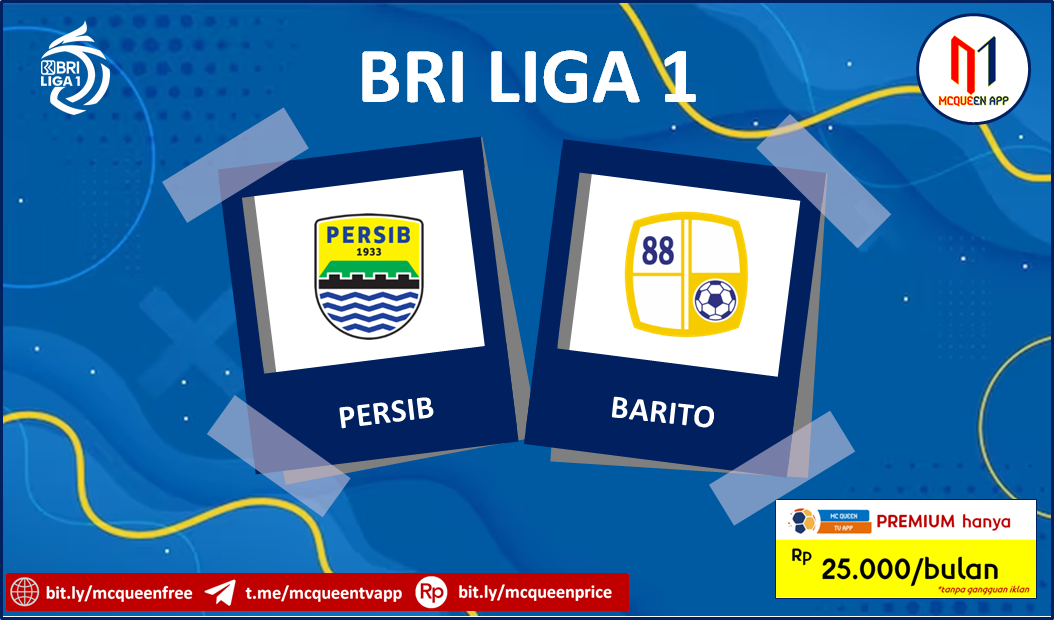 BRI
LIGA 1
BRI LIGA 1
MCQUEEN APP
PERSIB
1933
88
PERSIB
BARITO
MC QUEEN
TV APP
PREMIUM hanya
Rp 25.000/bulan
*tanpa gangguan iklan
bit.ly/mcqueenfree
t.me/mcqueentvapp
Rp
bit.ly/mcqueenprice